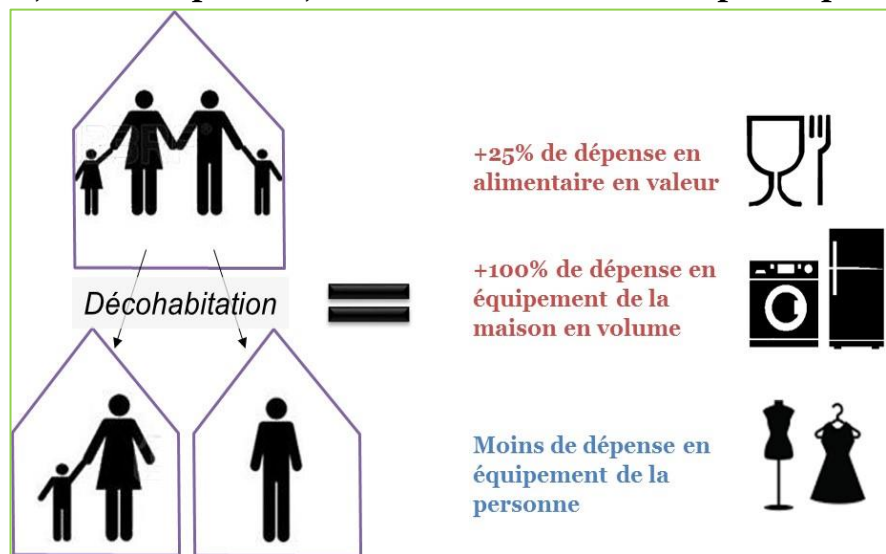 Décohabitation
+25% de dépense en
alimentaire en valeur
+100% de dépense en
équipement de la
maison en volume
Moins de dépense en
équipement de la
personne